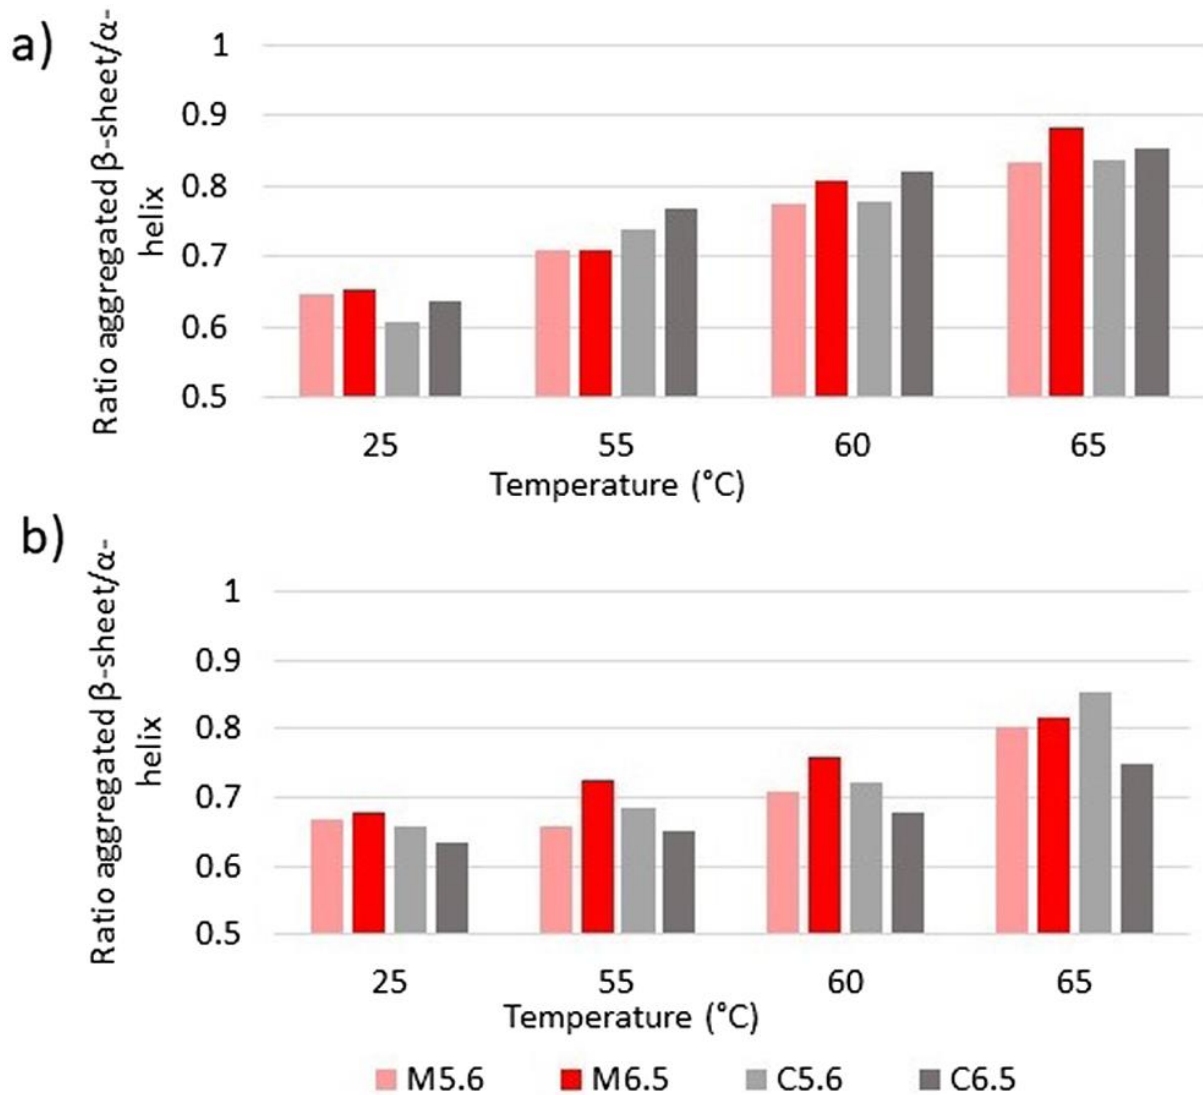 a)
Ratio aggregated β-sheet/α-
helix
1
0.9
0.8
0.7
0.6
0.5
25 55 60 65
Temperature (°C)
b)
Ratio aggregated β-sheet/α-
helix
1
0.9
0.8
0.7
0.6
0.5
25 55 60 65
Temperature (°C)
M5.6 M6.5 C5.6 C6.5